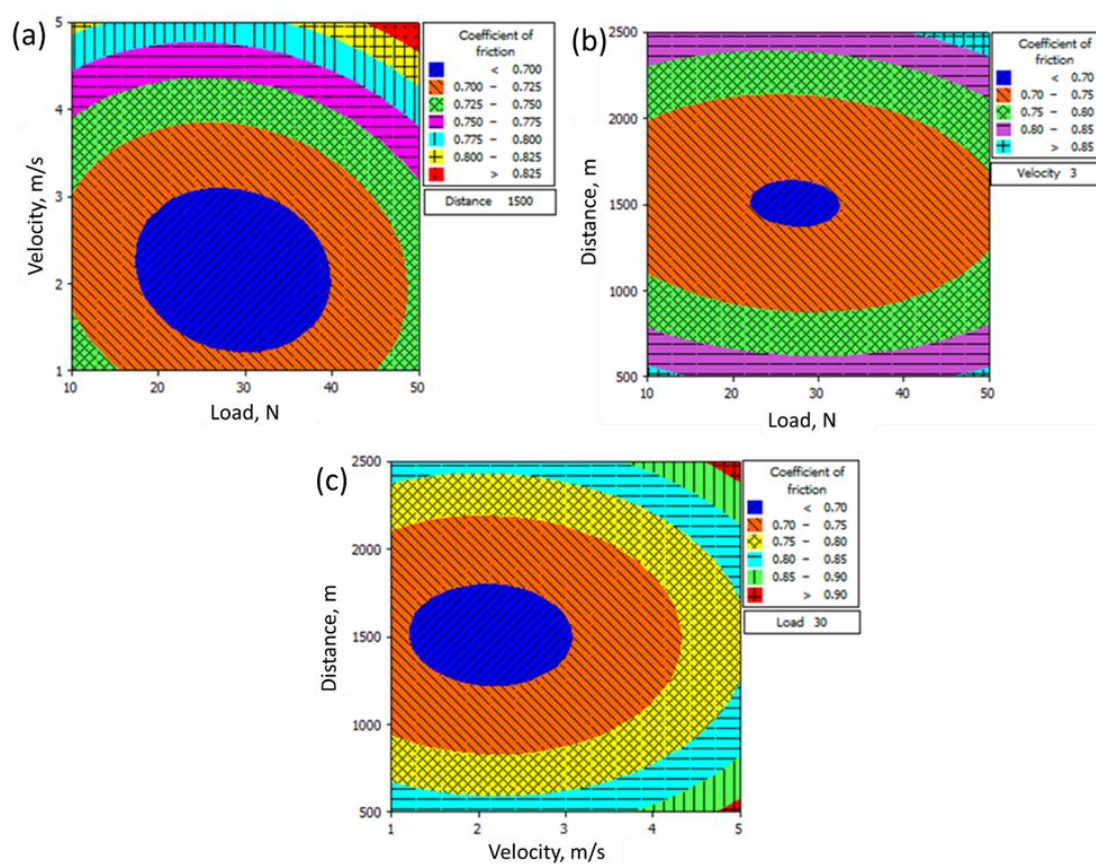 (a)
5
4
3
2
1
Velocity, m/s
10 20 30 40 50
Load, N
Coefficient of
friction
< 0.700
0.700 – 0.725
0.725 – 0.750
0.750 – 0.775
0.775 – 0.800
0.800 – 0.825
> 0.825
Distance 1500
(b)
2500
2000
1500
1000
500
Distance, m
10 20 30 40 50
Load, N
Coefficient of
friction
< 0.70
0.70 – 0.75
0.75 – 0.80
0.80 – 0.85
> 0.85
Velocity 3
(c)
2500
2000
1500
1000
500
Distance, m
1 2 3 4 5
Velocity, m/s
Coefficient of
friction
< 0.70
0.70 – 0.75
0.75 – 0.80
0.80 – 0.85
0.85 – 0.90
> 0.90
Load 30